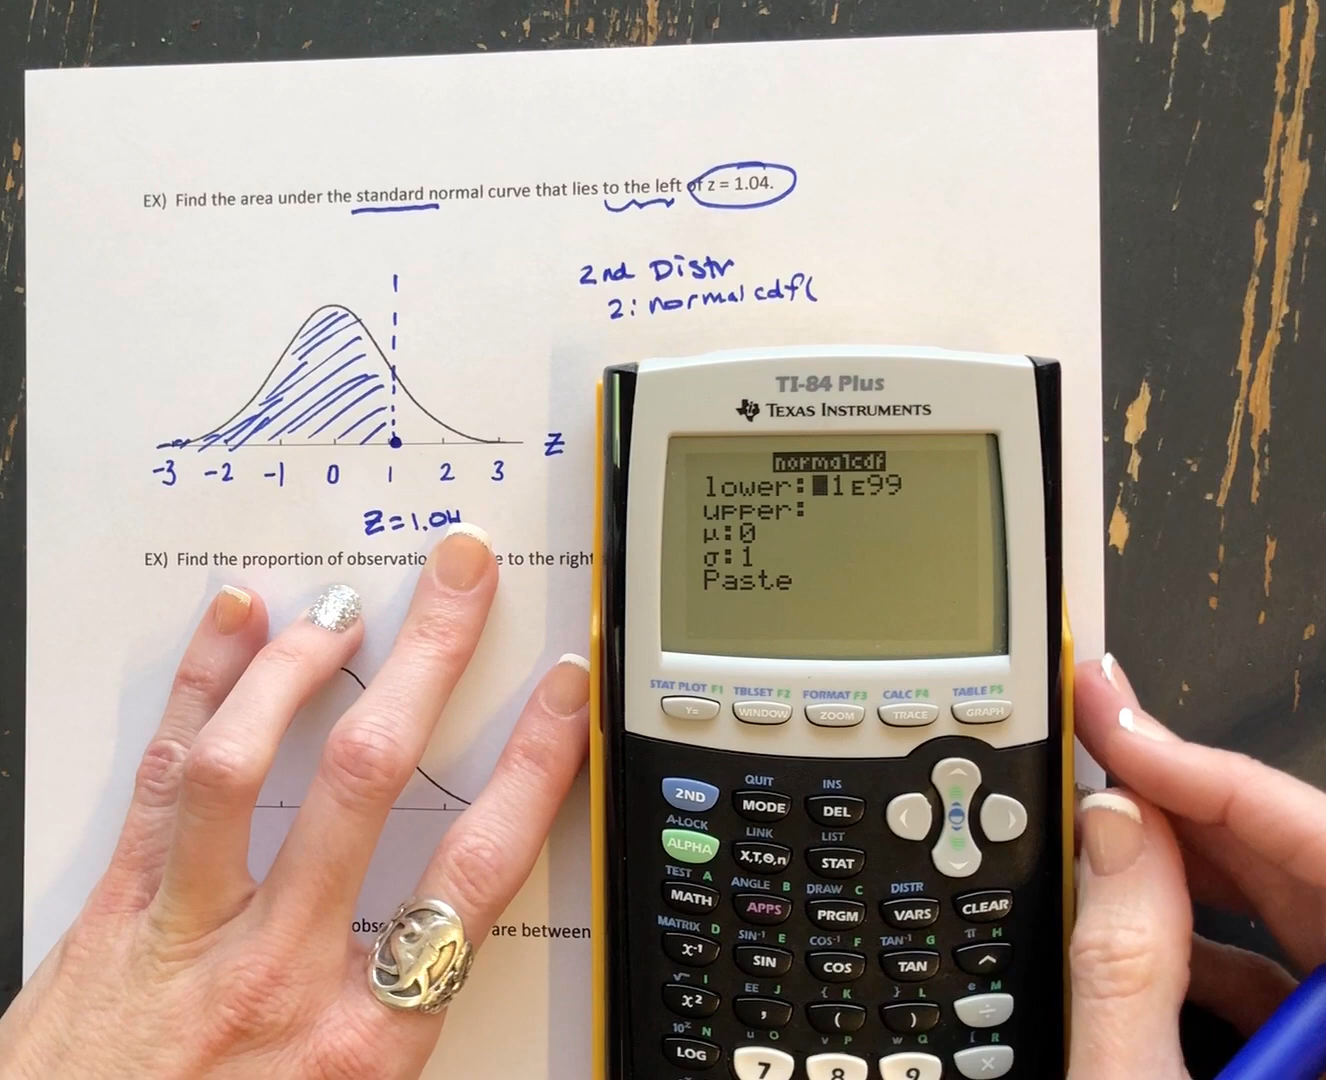 EX) Find the area under the standard normal curve that lies to the left of z = 1.04.
2nd Distr
2: normalcdf(
-3 -2 -1 0 1 2 3 Z
Z = 1.04
EX) Find the proportion of observatio e to the right
obse are between
TI-84 Plus
TEXAS INSTRUMENTS
normalcdf
lower: 1E99
upper:
μ:0
σ:1
Paste
STAT PLOT F1 TBLSET F2 FORMAT F3 CALC F4 TABLE F5
Y= WINDOW ZOOM TRACE GRAPH
QUIT INS
2ND MODE DEL
A-LOCK LINK LIST
ALPHA X,T,Θ,n STAT
TEST A ANGLE B DRAW C DISTR
MATH APPS PRGM VARS CLEAR
MATRIX D SIN⁻¹ E COS⁻¹ F TAN⁻¹ G π H
x⁻¹ SIN COS TAN ^
√ I EE J { K } L e M
x² , ( ) ÷
10ˣ N u O v P w Q [ R
LOG 7 8 9 ×